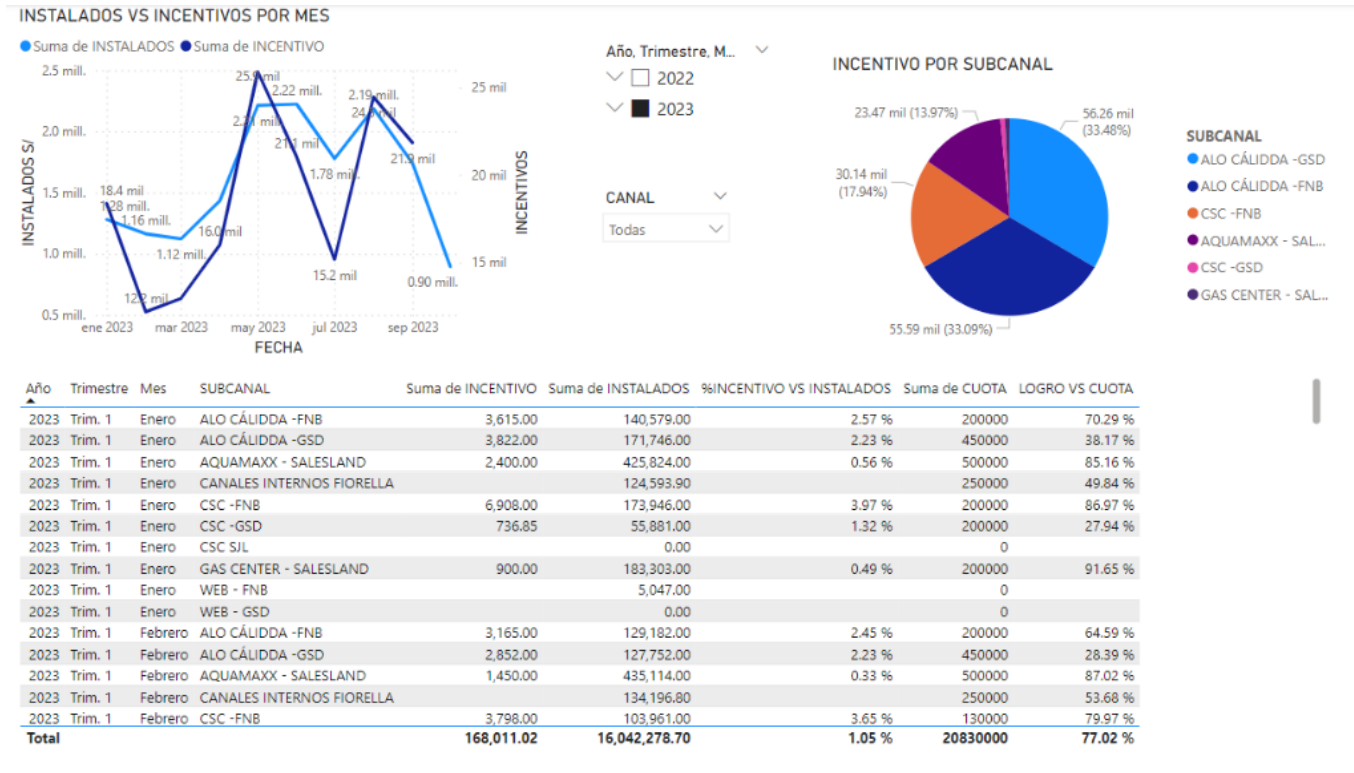 INSTALADOS VS INCENTIVOS POR MES
Suma de INSTALADOS Suma de INCENTIVO
2.5 mill.
2.0 mill.
1.5 mill.
1.0 mill.
0.5 mill.
INSTALADOS S/
25 mil
20 mil
15 mil
INCENTIVOS
2.22 mill.
2.19 mill.
21.1 mil
21.9 mil
1.78 mill.
18.4 mil
1.28 mill.
1.16 mill.
16.0 mil
1.12 mill.
15.2 mil
12.2 mil
0.90 mill.
ene 2023 mar 2023 may 2023 jul 2023 sep 2023
FECHA
Año, Trimestre, M...
2022
2023
CANAL
Todas
INCENTIVO POR SUBCANAL
23.47 mil (13.97%)
56.26 mil
(33.48%)
30.14 mil
(17.94%)
55.59 mil (33.09%)
SUBCANAL
ALO CÁLIDDA -GSD
ALO CÁLIDDA -FNB
CSC -FNB
AQUAMAXX - SAL...
CSC -GSD
GAS CENTER - SAL...
Año Trimestre Mes SUBCANAL Suma de INCENTIVO Suma de INSTALADOS %INCENTIVO VS INSTALADOS Suma de CUOTA LOGRO VS CUOTA
2023 Trim. 1 Enero ALO CÁLIDDA -FNB 3,615.00 140,579.00 2.57 % 200000 70.29 %
2023 Trim. 1 Enero ALO CÁLIDDA -GSD 3,822.00 171,746.00 2.23 % 450000 38.17 %
2023 Trim. 1 Enero AQUAMAXX - SALESLAND 2,400.00 425,824.00 0.56 % 500000 85.16 %
2023 Trim. 1 Enero CANALES INTERNOS FIORELLA 124,593.90 250000 49.84 %
2023 Trim. 1 Enero CSC -FNB 6,908.00 173,946.00 3.97 % 200000 86.97 %
2023 Trim. 1 Enero CSC -GSD 736.85 55,881.00 1.32 % 200000 27.94 %
2023 Trim. 1 Enero CSC SJL 0.00 0
2023 Trim. 1 Enero GAS CENTER - SALESLAND 900.00 183,303.00 0.49 % 200000 91.65 %
2023 Trim. 1 Enero WEB - FNB 5,047.00 0
2023 Trim. 1 Enero WEB - GSD 0.00 0
2023 Trim. 1 Febrero ALO CÁLIDDA -FNB 3,165.00 129,182.00 2.45 % 200000 64.59 %
2023 Trim. 1 Febrero ALO CÁLIDDA -GSD 2,852.00 127,752.00 2.23 % 450000 28.39 %
2023 Trim. 1 Febrero AQUAMAXX - SALESLAND 1,450.00 435,114.00 0.33 % 500000 87.02 %
2023 Trim. 1 Febrero CANALES INTERNOS FIORELLA 134,196.80 250000 53.68 %
2023 Trim. 1 Febrero CSC -FNB 3,798.00 103,961.00 3.65 % 130000 79.97 %
Total 168,011.02 16,042,278.70 1.05 % 20830000 77.02 %